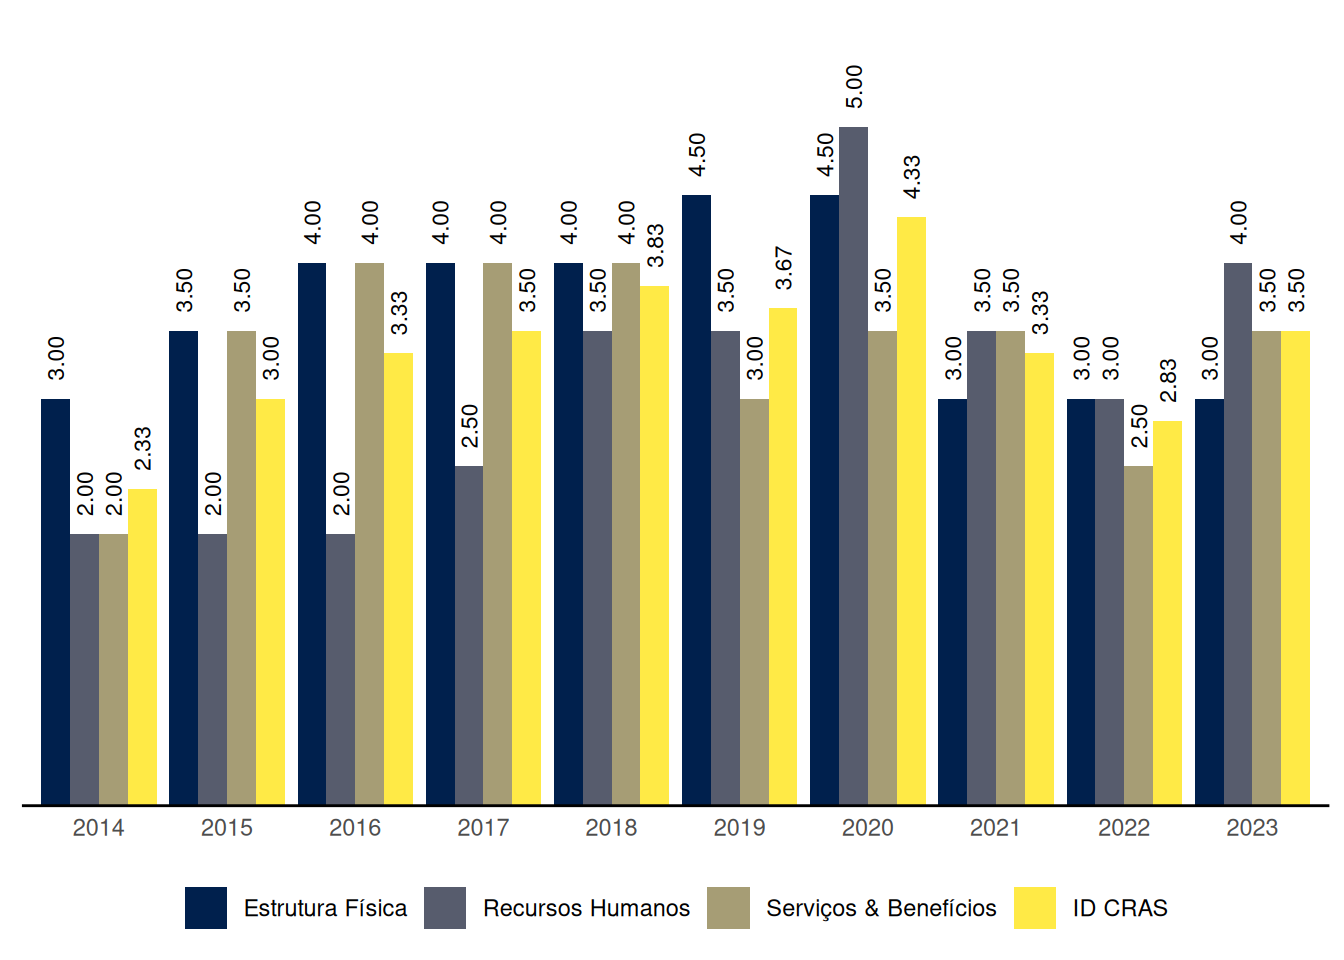 3.00 2.00 2.00 2.33
3.50 2.00 3.50 3.00
4.00 2.00 4.00 3.33
4.00 2.50 4.00 3.50
4.00 3.50 4.00 3.83
4.50 3.50 3.00 3.67
4.50 5.00 3.50 4.33
3.00 3.50 3.50 3.33
3.00 3.00 2.50 2.83
3.00 4.00 3.50 3.50
2014 2015 2016 2017 2018 2019 2020 2021 2022 2023
Estrutura Física Recursos Humanos Serviços & Benefícios ID CRAS